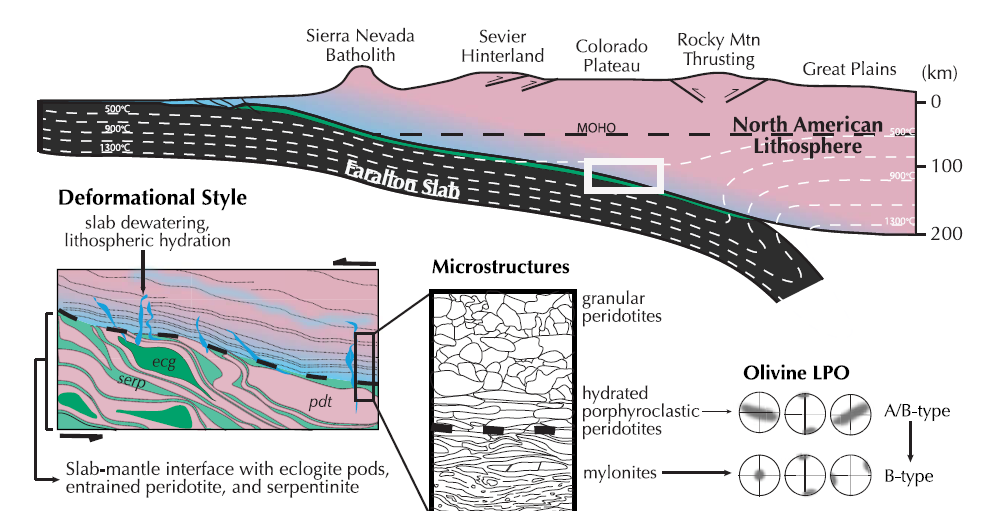 Sierra Nevada
Batholith
Sevier
Hinterland
Colorado
Plateau
Rocky Mtn
Thrusting
Great Plains
(km)
0
100
200
MOHO
North American
Lithosphere
500°C
900°C
1300°C
500°C
900°C
1300°C
Farallon Slab
Deformational Style
slab dewatering,
lithospheric hydration
ecg
serp
pdt
Slab-mantle interface with eclogite pods,
entrained peridotite, and serpentinite
Microstructures
granular
peridotites
hydrated
porphyroclastic
peridotites
mylonites
Olivine LPO
A/B-type
B-type